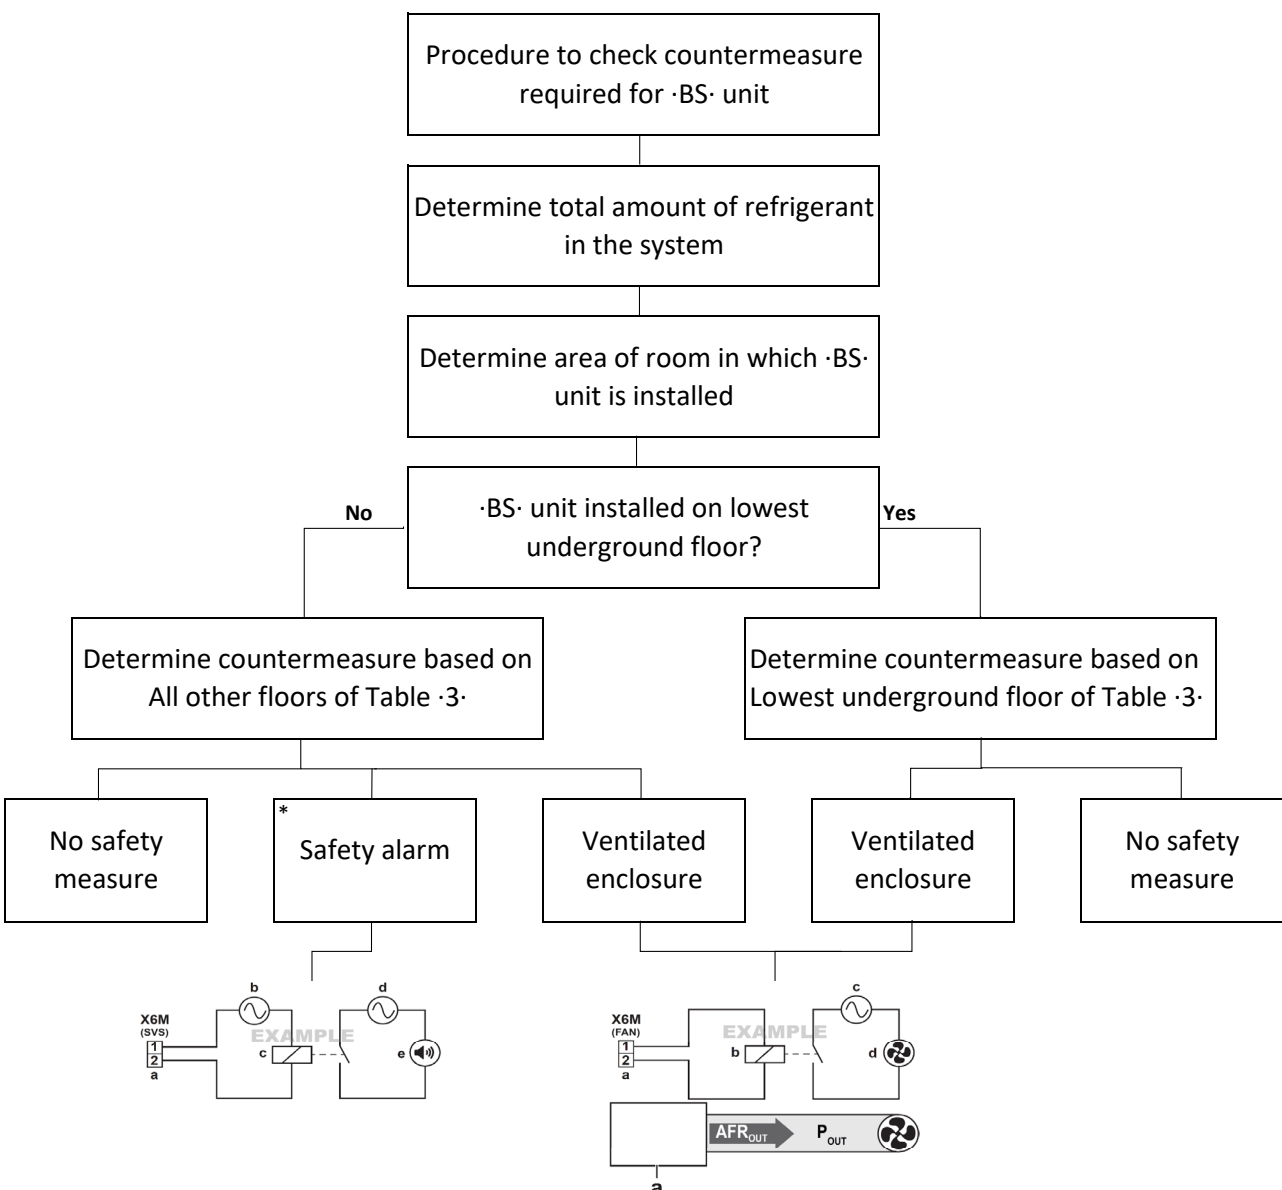 Procedure to check countermeasure
required for ·BS· unit
Determine total amount of refrigerant
in the system
Determine area of room in which ·BS·
unit is installed
·BS· unit installed on lowest
underground floor?
No
Yes
Determine countermeasure based on
All other floors of Table ·3·
Determine countermeasure based on
Lowest underground floor of Table ·3·
No safety
measure
*
Safety alarm
Ventilated
enclosure
Ventilated
enclosure
No safety
measure
b
d
X6M
(SVS)
1
2
a
EXAMPLE
c
e
c
X6M
(FAN)
1
2
a
EXAMPLE
b
d
AFROUT
POUT
a